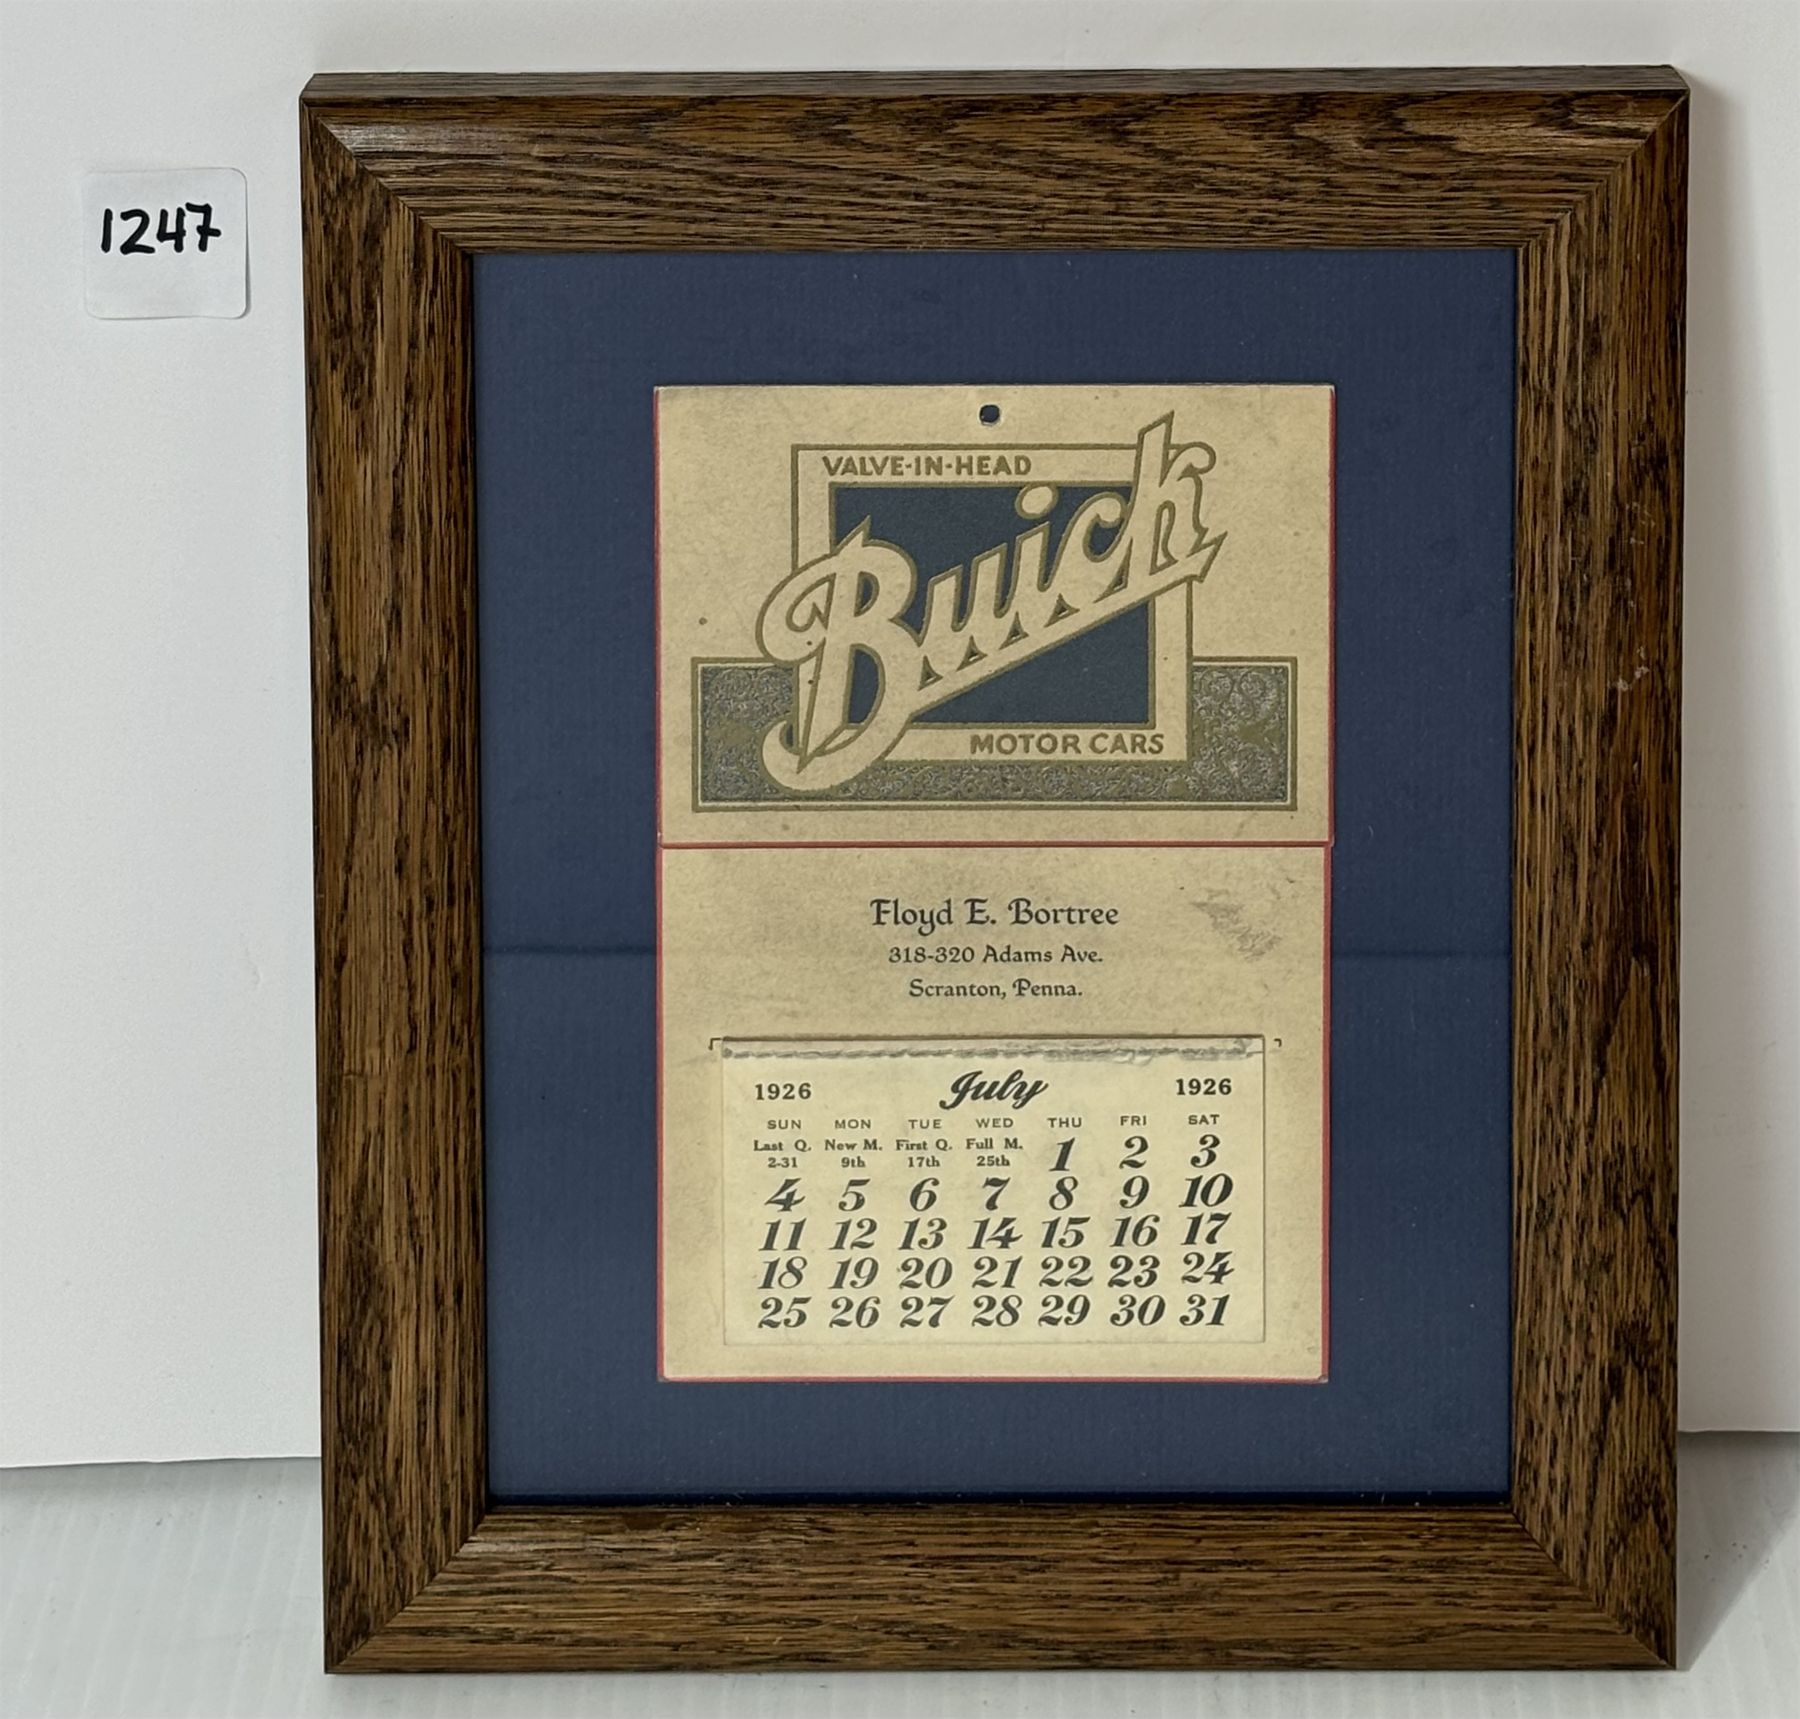 1247
VALVE-IN-HEAD
Buick
MOTOR CARS
Floyd E. Bortree
318-320 Adams Ave.
Scranton, Penna.
1926 July 1926
SUN MON TUE WED THU FRI SAT
Last Q. New M. First Q. Full M. 1 2 3
2-31 9th 17th 25th
4 5 6 7 8 9 10
11 12 13 14 15 16 17
18 19 20 21 22 23 24
25 26 27 28 29 30 31